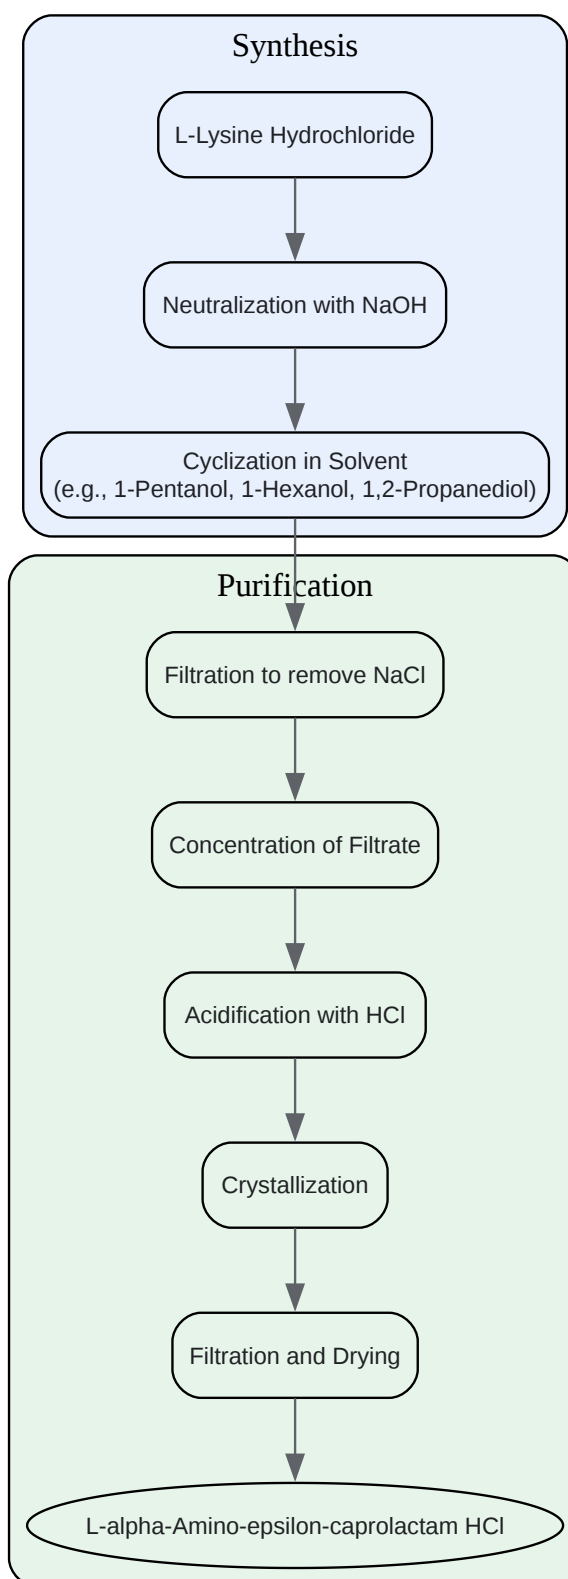 Synthesis
L-Lysine Hydrochloride
Neutralization with NaOH
Cyclization in Solvent
(e.g., 1-Pentanol, 1-Hexanol, 1,2-Propanediol)
Purification
Filtration to remove NaCl
Concentration of Filtrate
Acidification with HCl
Crystallization
Filtration and Drying
L-alpha-Amino-epsilon-caprolactam HCl